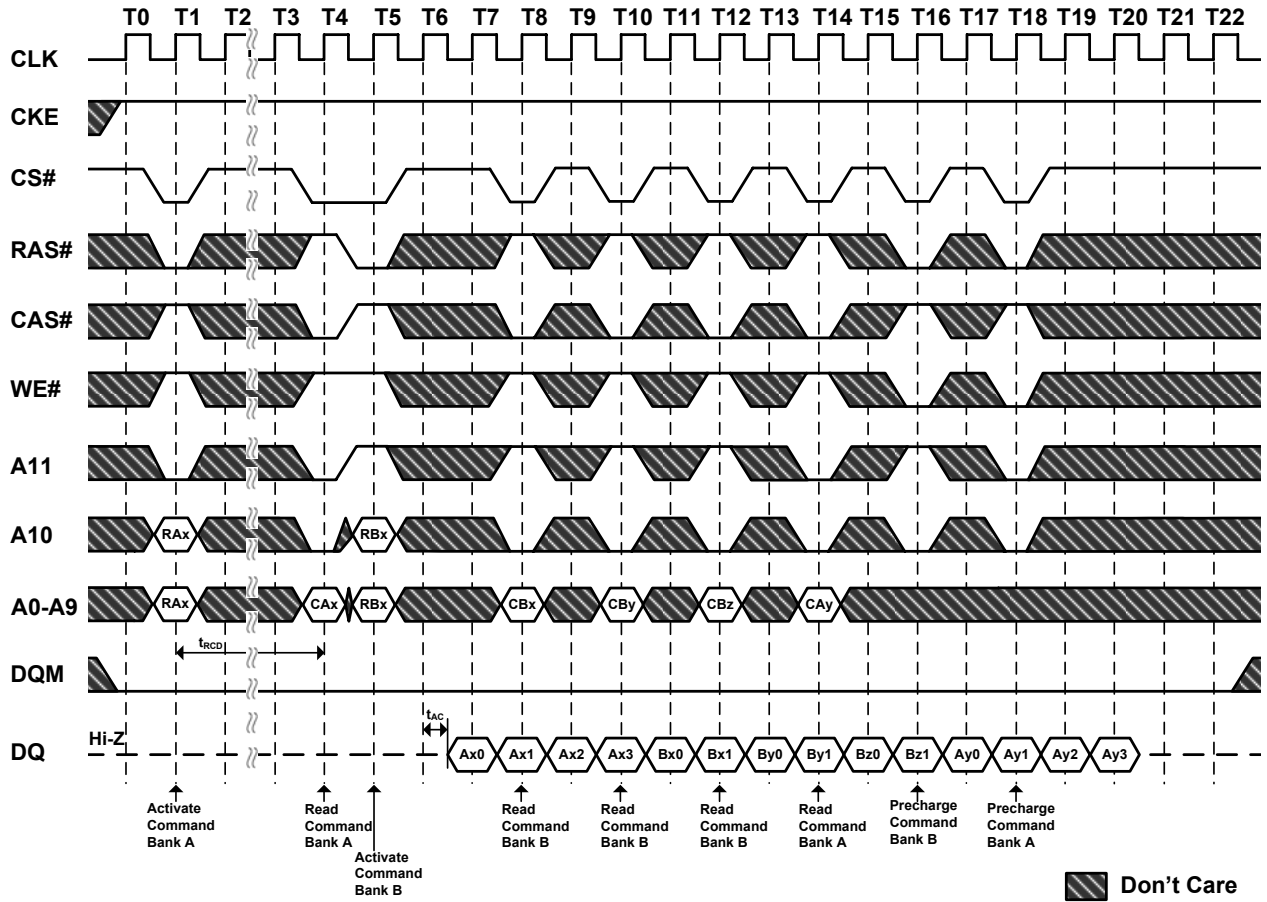 T0 T1 T2 T3 T4 T5 T6 T7 T8 T9 T10 T11 T12 T13 T14 T15 T16 T17 T18 T19 T20 T21 T22
CLK
CKE
CS#
RAS#
CAS#
WE#
A11
A10 RAx RBx
A0-A9 RAx CAx RBx CBx CBy CBz CAy
tRCD
DQM
tAC
Hi-Z
DQ Ax0 Ax1 Ax2 Ax3 Bx0 Bx1 By0 By1 Bz0 Bz1 Ay0 Ay1 Ay2 Ay3
Activate
Command
Bank A
Read
Command
Bank A
Activate
Command
Bank B
Read
Command
Bank B
Read
Command
Bank B
Read
Command
Bank B
Read
Command
Bank A
Precharge
Command
Bank B
Precharge
Command
Bank A
Don't Care